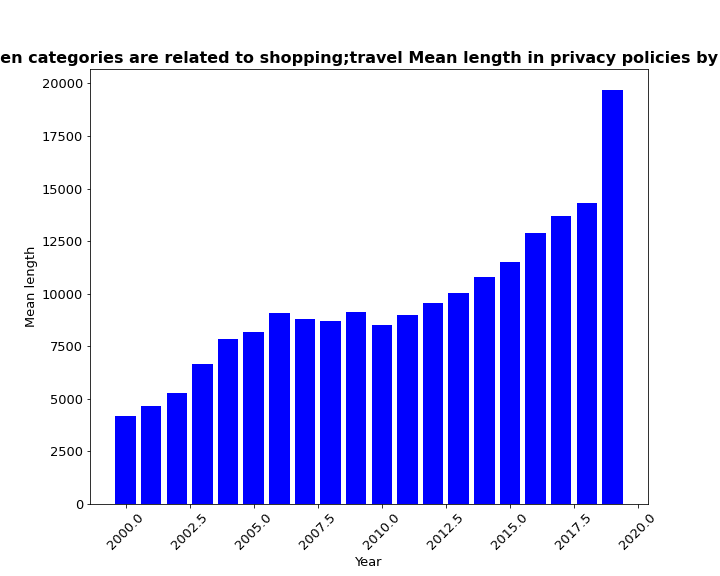 en categories are related to shopping;travel Mean length in privacy policies by
20000
17500
15000
12500
10000
7500
5000
2500
0
Mean length
2000.0 2002.5 2005.0 2007.5 2010.0 2012.5 2015.0 2017.5 2020.0
Year